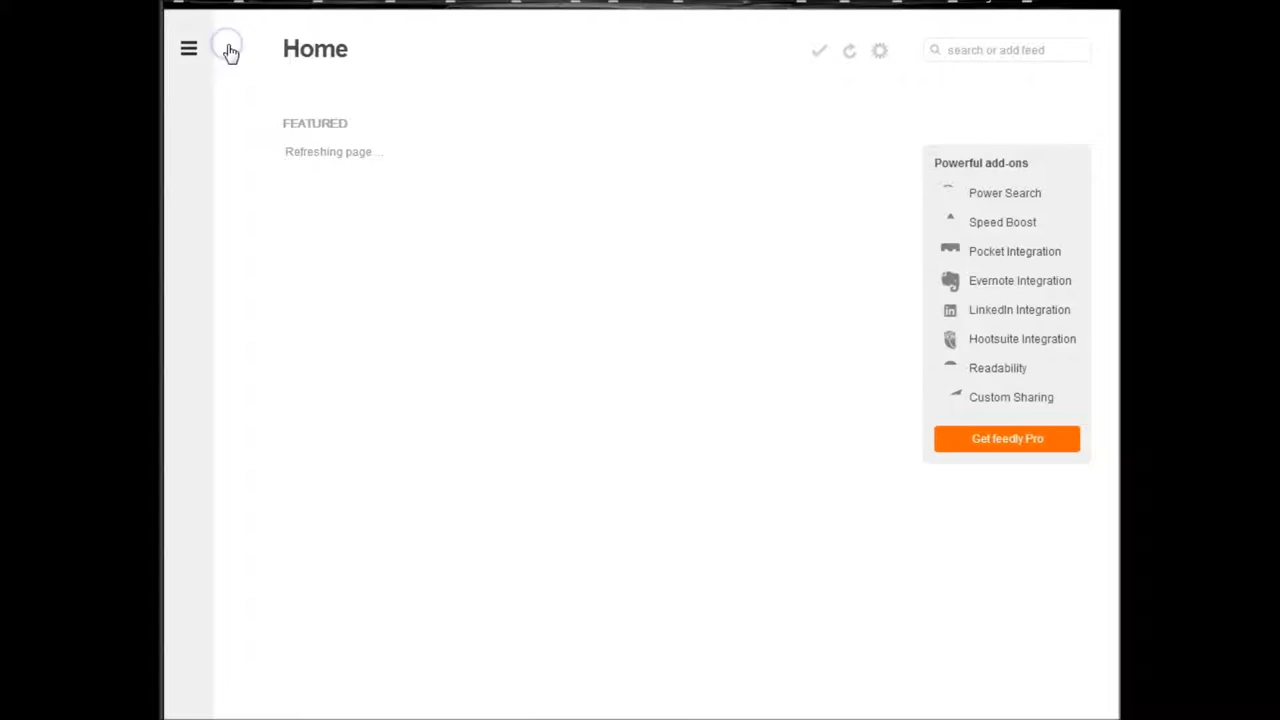 Home
search or add feed
FEATURED
Refreshing page...
Powerful add-ons
Power Search
Speed Boost
Pocket Integration
Evernote Integration
LinkedIn Integration
Hootsuite Integration
Readability
Custom Sharing
Get feedly Pro